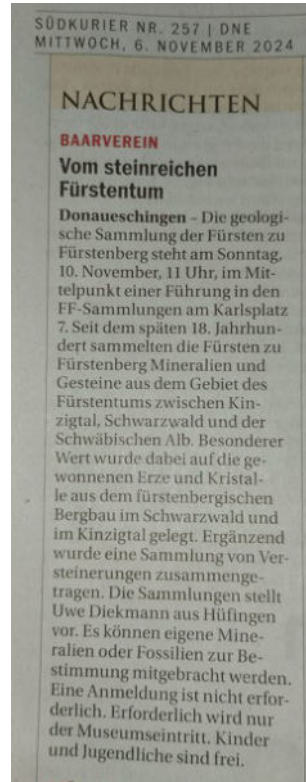 SÜDKURIER NR. 257 | DNE
MITTWOCH, 6. NOVEMBER 2024
NACHRICHTEN
BAARVEREIN
Vom steinreichen
Fürstentum
Donaueschingen – Die geologi-
sche Sammlung der Fürsten zu
Fürstenberg steht am Sonntag,
10. November, 11 Uhr, im Mit-
telpunkt einer Führung in den
FF-Sammlungen am Karlsplatz
7. Seit dem späten 18. Jahrhun-
dert sammelten die Fürsten zu
Fürstenberg Mineralien und
Gesteine aus dem Gebiet des
Fürstentums zwischen Kin-
zigtal, Schwarzwald und der
Schwäbischen Alb. Besonderer
Wert wurde dabei auf die ge-
wonnenen Erze und Kristal-
le aus dem fürstenbergischen
Bergbau im Schwarzwald und
im Kinzigtal gelegt. Ergänzend
wurde eine Sammlung von Ver-
steinerungen zusammenge-
tragen. Die Sammlungen stellt
Uwe Diekmann aus Hüfingen
vor. Es können eigene Mine-
ralien oder Fossilien zur Be-
stimmung mitgebracht werden.
Eine Anmeldung ist nicht erfor-
derlich. Erforderlich wird nur
der Museumseintritt. Kinder
und Jugendliche sind frei.